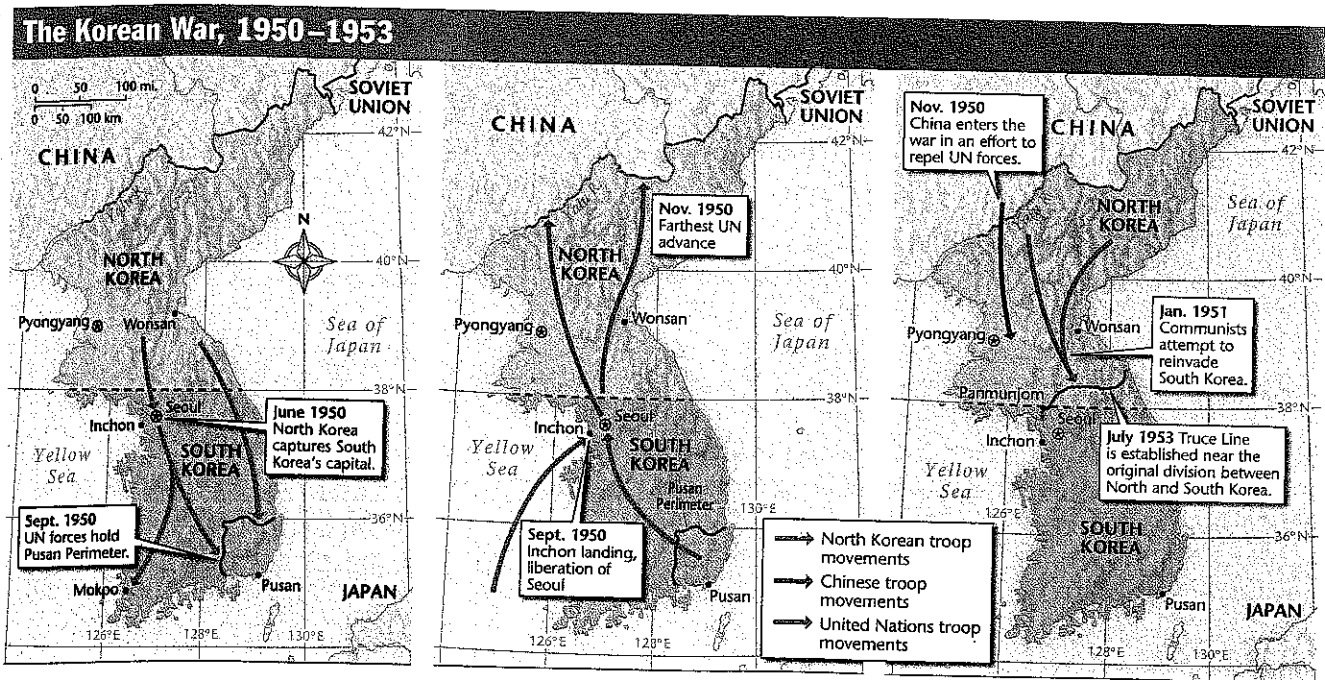 The Korean War, 1950–1953
0 50 100 mi.
0 50 100 km
CHINA
SOVIET
UNION
42°N
Yalu R.
N
NORTH
KOREA
40°N
Pyongyang
Wonsan
Sea of
Japan
38°N
Seoul
Inchon
June 1950
North Korea
captures South
Korea's capital.
Yellow
Sea
SOUTH
KOREA
Sept. 1950
UN forces hold
Pusan Perimeter.
36°N
Mokpo
Pusan
JAPAN
126°E
128°E
130°E
CHINA
SOVIET
UNION
42°N
Yalu R.
Nov. 1950
Farthest UN
advance
NORTH
KOREA
40°N
Pyongyang
Wonsan
Sea of
Japan
38°N
Seoul
Inchon
Yellow
Sea
SOUTH
KOREA
Pusan
Perimeter
130°E
Sept. 1950
Inchon landing,
liberation of
Seoul
Pusan
126°E
128°E
North Korean troop
movements
Chinese troop
movements
United Nations troop
movements
Nov. 1950
China enters the
war in an effort to
repel UN forces.
CHINA
SOVIET
UNION
42°N
NORTH
KOREA
Sea of
Japan
40°N
Pyongyang
Wonsan
Jan. 1951
Communists
attempt to
reinvade
South Korea.
Panmunjom
38°N
Seoul
Inchon
July 1953 Truce Line
is established near the
original division between
North and South Korea.
Yellow
Sea
126°E
36°N
SOUTH
KOREA
Pusan
JAPAN
128°E
130°E